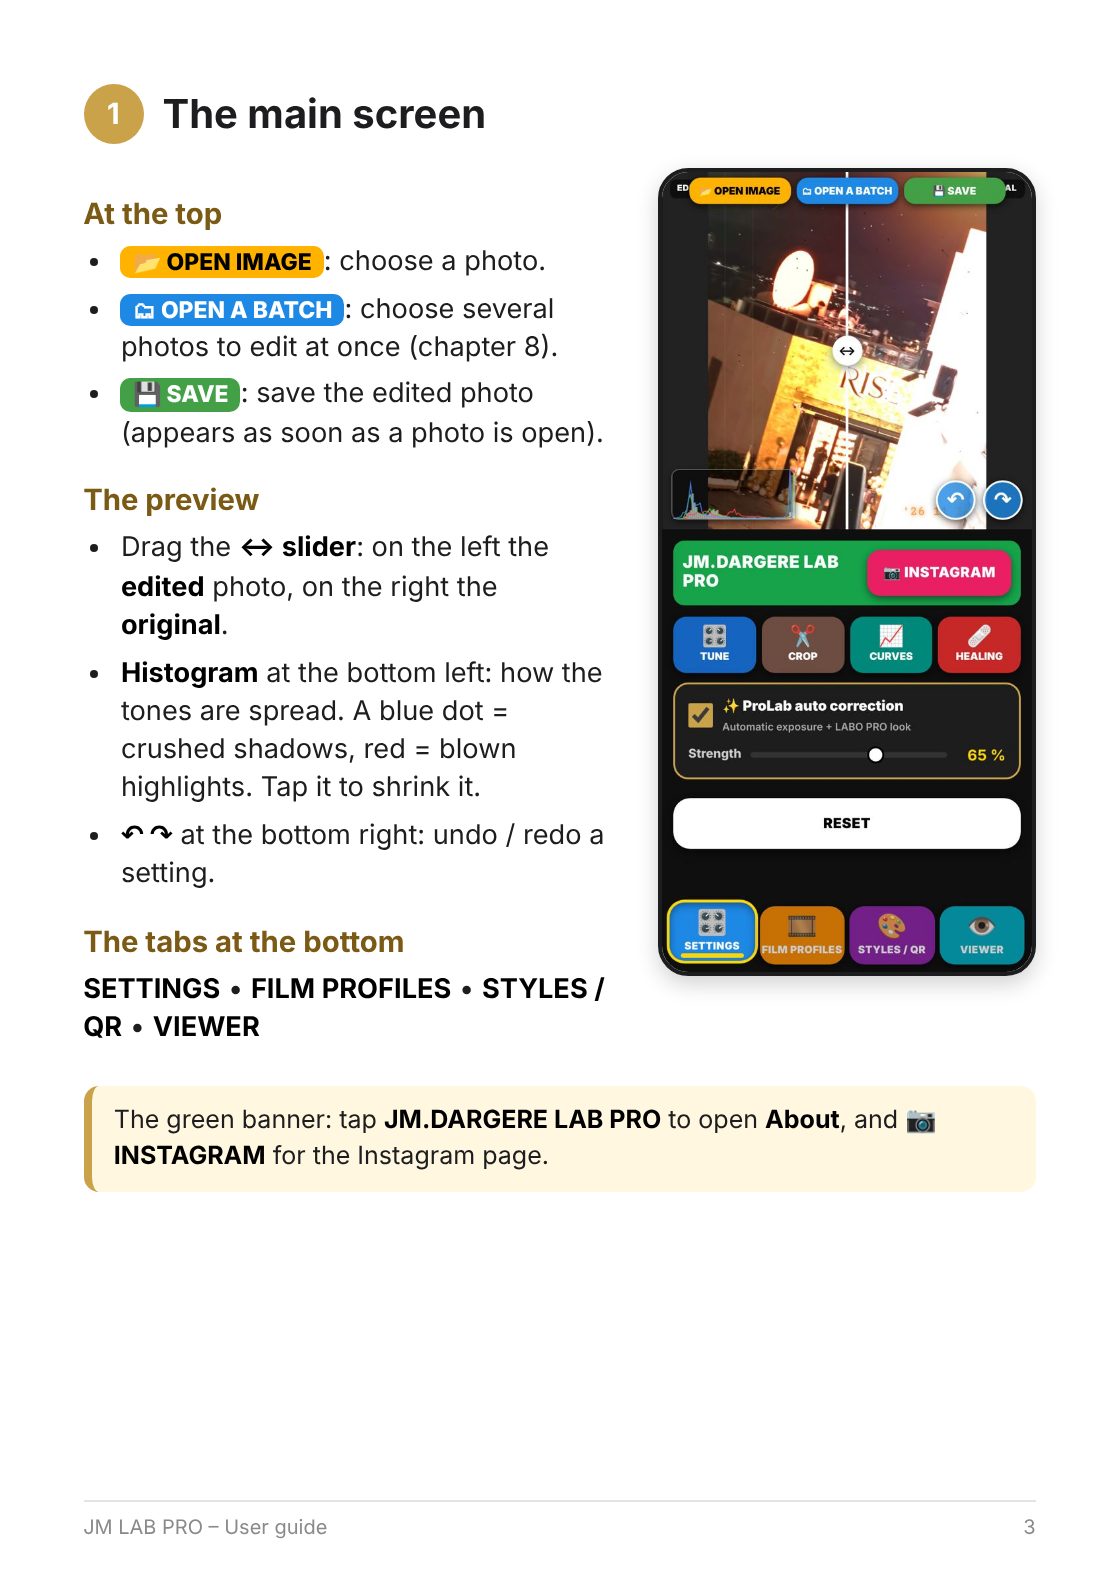 1 The main screen
At the top
• 📂 OPEN IMAGE : choose a photo.
• 🗂 OPEN A BATCH : choose several
photos to edit at once (chapter 8).
• 💾 SAVE : save the edited photo
(appears as soon as a photo is open).
The preview
• Drag the ↔ slider: on the left the
edited photo, on the right the
original.
• Histogram at the bottom left: how the
tones are spread. A blue dot =
crushed shadows, red = blown
highlights. Tap it to shrink it.
• ↶ ↷ at the bottom right: undo / redo a
setting.
The tabs at the bottom
SETTINGS • FILM PROFILES • STYLES /
QR • VIEWER
ED 📂 OPEN IMAGE 🗂 OPEN A BATCH 💾 SAVE AL
RISE
'26
JM.DARGERE LAB
PRO
📷 INSTAGRAM
TUNE CROP CURVES HEALING
✨ ProLab auto correction
Automatic exposure + LABO PRO look
Strength 65 %
RESET
SETTINGS FILM PROFILES STYLES / QR VIEWER
The green banner: tap JM.DARGERE LAB PRO to open About, and 📷
INSTAGRAM for the Instagram page.
JM LAB PRO – User guide 3